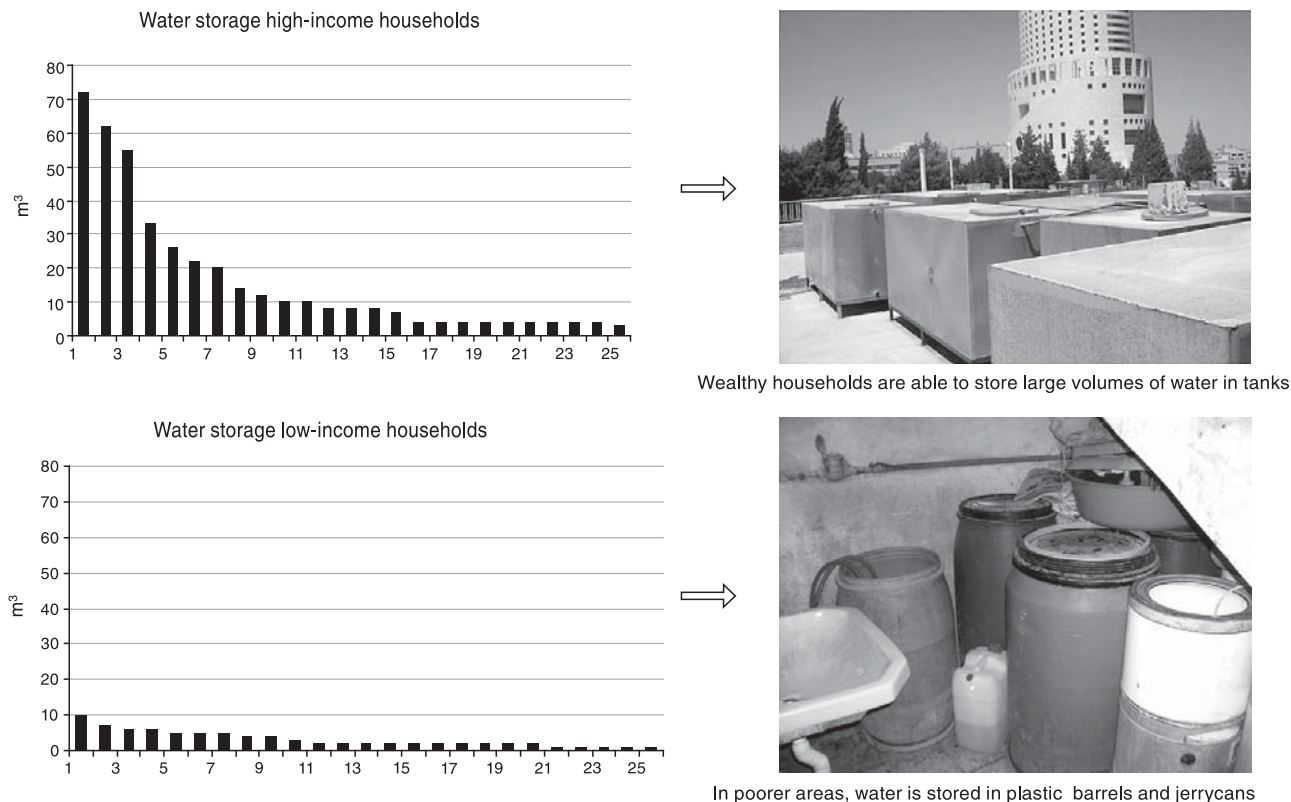 Water storage high-income households
80
70
60
50
40
30
20
10
0
m³
1 3 5 7 9 11 13 15 17 19 21 23 25
Wealthy households are able to store large volumes of water in tanks
Water storage low-income households
80
70
60
50
40
30
20
10
0
m³
1 3 5 7 9 11 13 15 17 19 21 23 25
In poorer areas, water is stored in plastic barrels and jerrycans